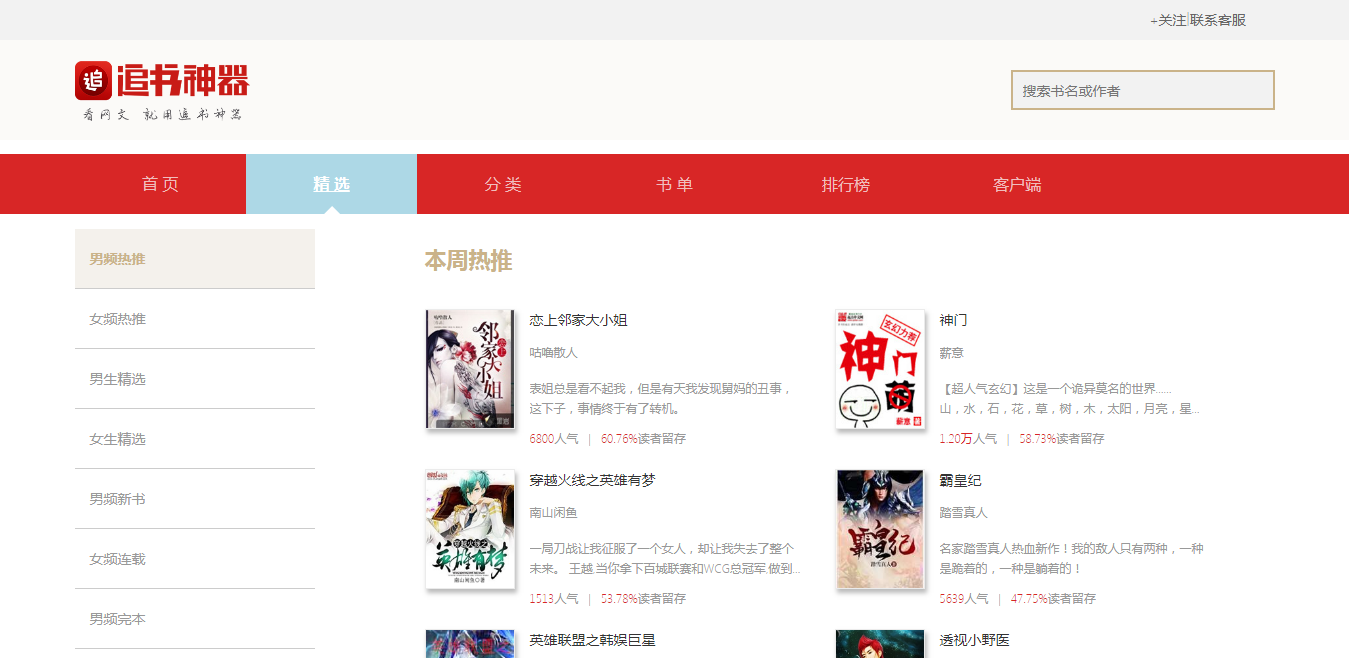 +关注|联系客服
追 追书神器
看网文 就用追书神器
搜索书名或作者
首 页 精 选 分 类 书 单 排行榜 客户端
男频热推
女频热推
男生精选
女生精选
男频新书
女频连载
男频完本
本周热推
恋上邻家大小姐
咕噜散人
表姐总是看不起我，但是有天我发现舅妈的丑事，
这下子，事情终于有了转机。
6800人气 | 60.76%读者留存
神门
薪意
【超人气玄幻】这是一个诡异莫名的世界......
山，水，石，花，草，树，木，太阳，月亮，星...
1.20万人气 | 58.73%读者留存
穿越火线之英雄有梦
南山闲鱼
一局刀战让我征服了一个女人，却让我失去了整个
未来。 王越,当你拿下百城联赛和WCG总冠军,做到...
1513人气 | 53.78%读者留存
霸皇纪
踏雪真人
名家踏雪真人热血新作！我的敌人只有两种，一种
是跪着的，一种是躺着的！
5639人气 | 47.75%读者留存
英雄联盟之韩娱巨星
透视小野医